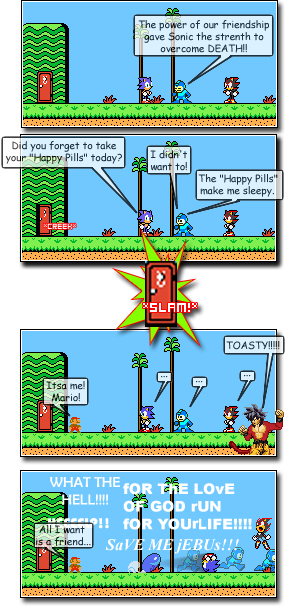 The power of our friendship
gave Sonic the strenth to
overcome DEATH!!
Did you forget to take
your "Happy Pills" today?
I didn't
want to!
The "Happy Pills"
make me sleepy.
*CREEK*
*SLAM!*
TOASTY!!!!!
...
...
...
Itsa me!
Mario!
WHAT THE
HELL!!!!
fOR THE LOvE
OF GOD rUN
fOR YOUrLIFE!!!!
All I want
is a friend...
SaVE ME jEBUs!!!